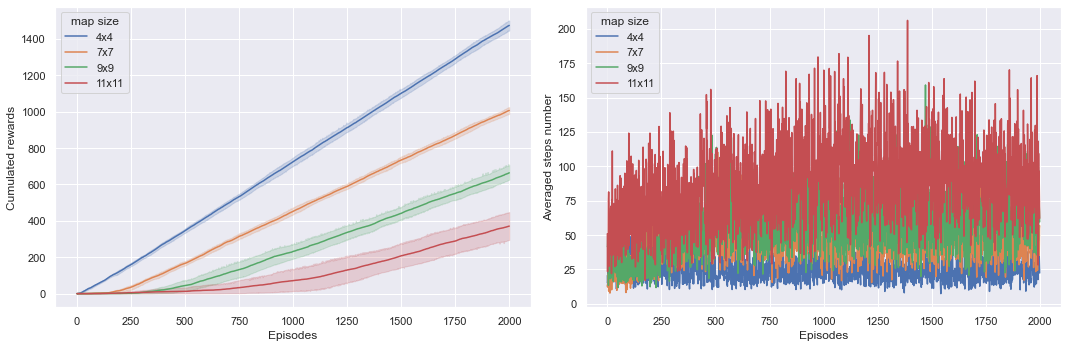 map size
4x4
7x7
9x9
11x11
Cumulated rewards
1400
1200
1000
800
600
400
200
0
0 250 500 750 1000 1250 1500 1750 2000
Episodes
map size
4x4
7x7
9x9
11x11
Averaged steps number
200
175
150
125
100
75
50
25
0
0 250 500 750 1000 1250 1500 1750 2000
Episodes